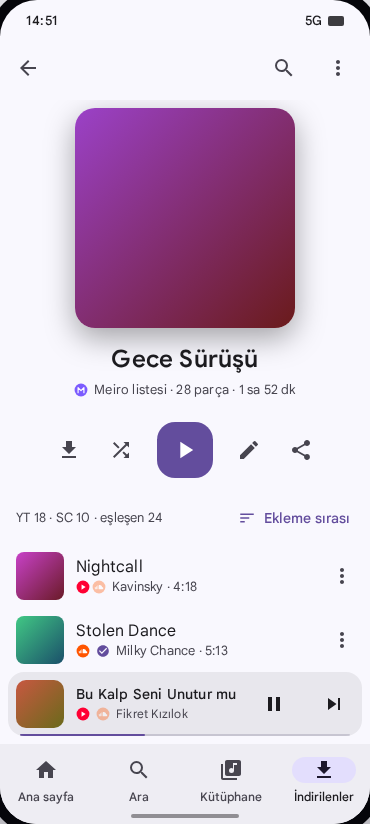 14:51
5G
Gece Sürüşü
Meiro listesi · 28 parça · 1 sa 52 dk
YT 18 · SC 10 · eşleşen 24
Ekleme sırası
Nightcall
Kavinsky · 4:18
Stolen Dance
Milky Chance · 5:13
Bu Kalp Seni Unutur mu
Fikret Kızılok
Ana sayfa
Ara
Kütüphane
İndirilenler